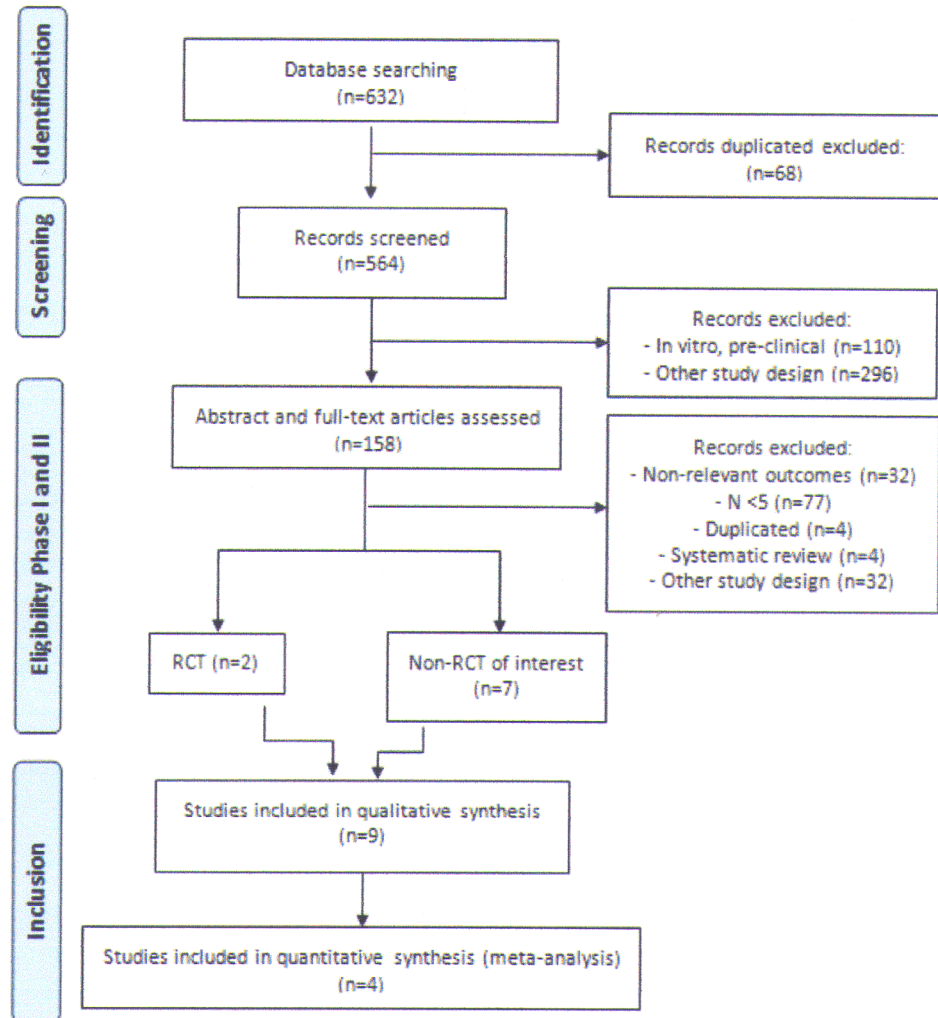 Identification
Database searching
(n=632)
Records duplicated excluded:
(n=68)
Screening
Records screened
(n=564)
Records excluded:
- In vitro, pre-clinical (n=110)
- Other study design (n=296)
Eligibility Phase I and II
Abstract and full-text articles assessed
(n=158)
Records excluded:
- Non-relevant outcomes (n=32)
- N <5 (n=77)
- Duplicated (n=4)
- Systematic review (n=4)
- Other study design (n=32)
RCT (n=2)
Non-RCT of interest
(n=7)
Inclusion
Studies included in qualitative synthesis
(n=9)
Studies included in quantitative synthesis (meta-analysis)
(n=4)